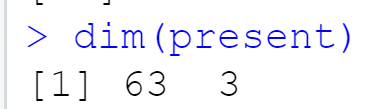 > dim(present)
[1] 63  3